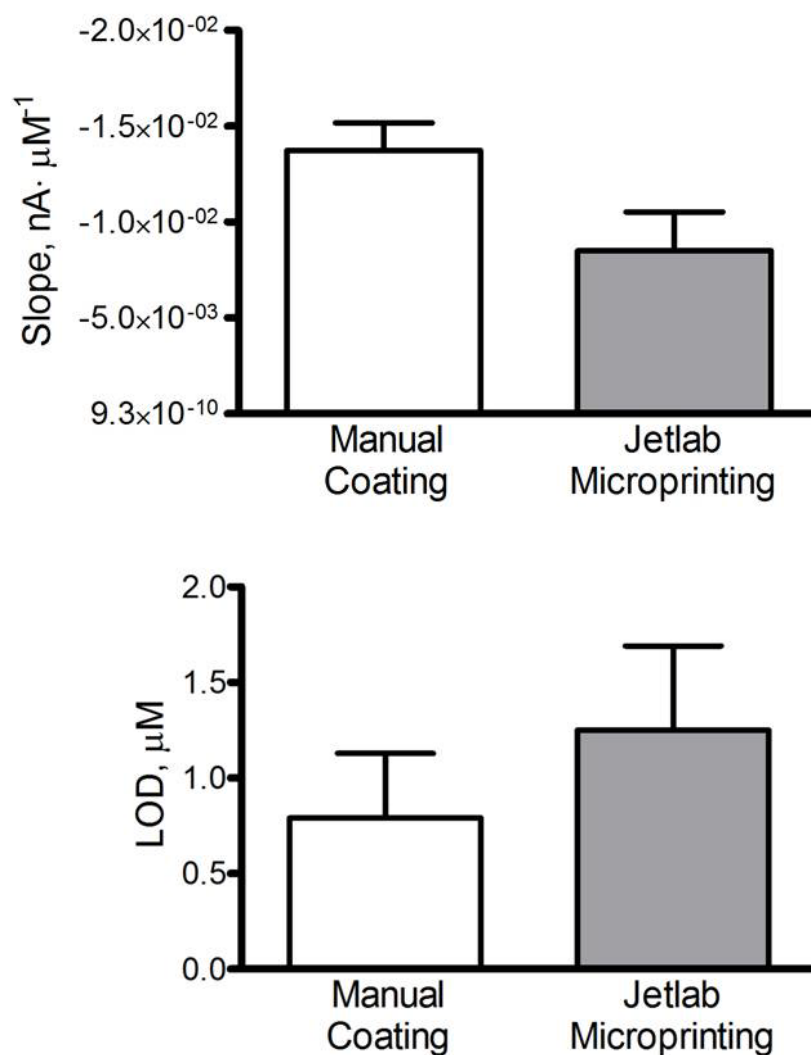 Slope, nA· μM⁻¹
-2.0×10⁻⁰²
-1.5×10⁻⁰²
-1.0×10⁻⁰²
-5.0×10⁻⁰³
9.3×10⁻¹⁰
Manual
Coating
Jetlab
Microprinting
LOD, μM
2.0
1.5
1.0
0.5
0.0
Manual
Coating
Jetlab
Microprinting